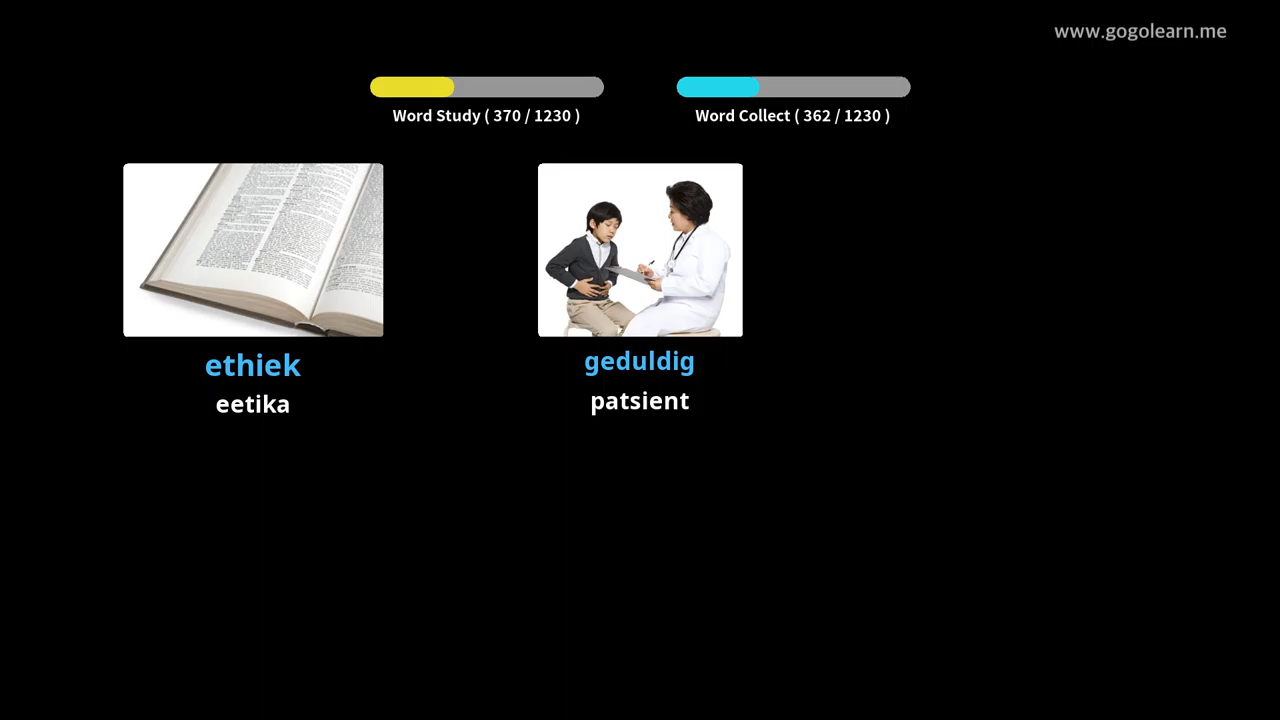 www.gogolearn.me
Word Study ( 370 / 1230 )
Word Collect ( 362 / 1230 )
ethiek
eetika
geduldig
patsient